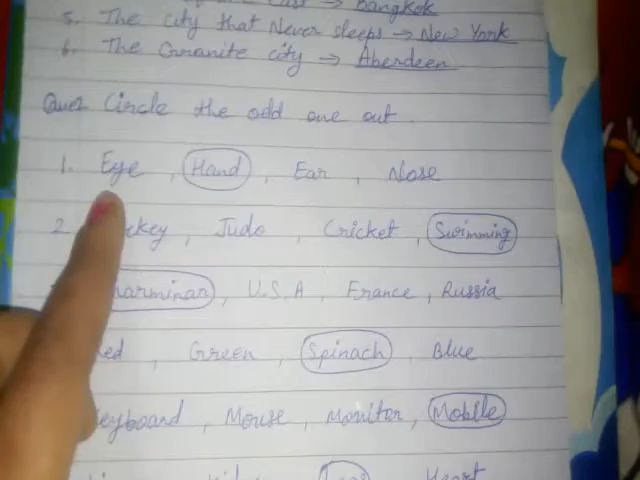 → Bangkok
5. The city that Never sleeps → New York
6. The Granite city → Aberdeen
Circle the odd one out.
1. Eye , Hand , Ear , Nose
2. ckey , Judo , Cricket , Swimming
harminar , U.S.A , France , Russia
ed , Green , Spinach , Blue
eyboard , Mouse , Monitor , Mobile
Heart